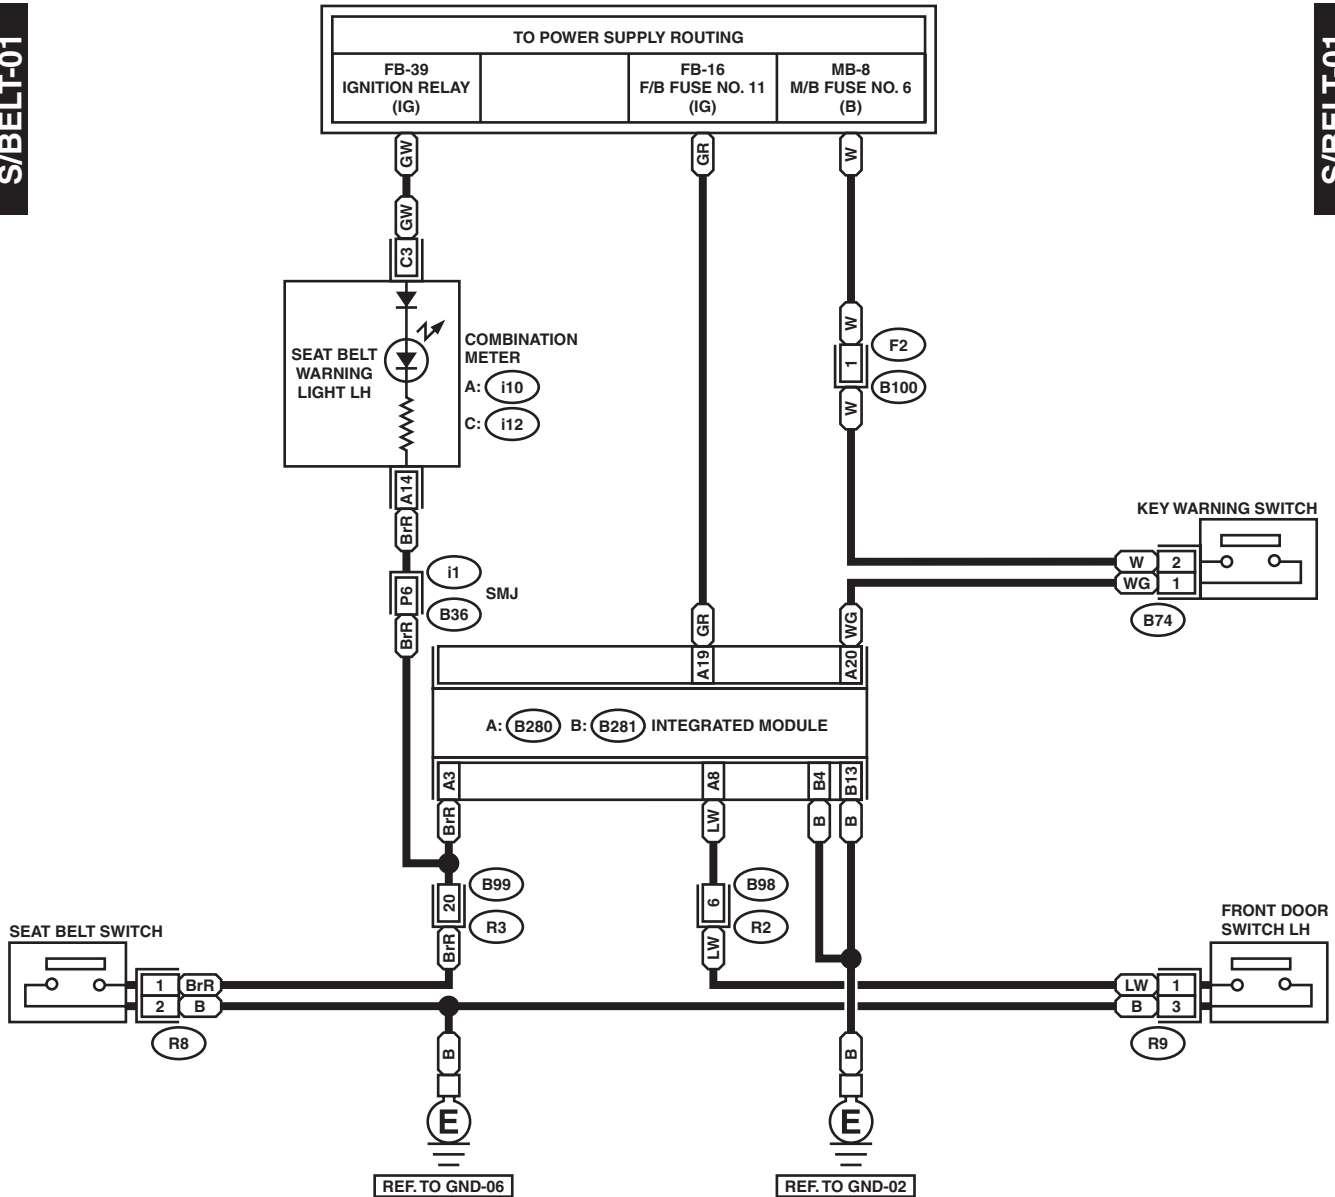 S/BELT-01
S/BELT-01
TO POWER SUPPLY ROUTING
FB-39
IGNITION RELAY
(IG)
FB-16
F/B FUSE NO. 11
(IG)
MB-8
M/B FUSE NO. 6
(B)
GW
GR
W
GW
C3
SEAT BELT
WARNING
LIGHT LH
COMBINATION
METER
A: i10
C: i12
W
1
F2
B100
W
A14
BrR
P6
i1
B36
SMJ
BrR
KEY WARNING SWITCH
W 2
WG 1
B74
GR
WG
A19
A20
A: B280 B: B281 INTEGRATED MODULE
A3
A8
B4
B13
BrR
LW
B
B
20
B99
R3
BrR
6
B98
R2
LW
SEAT BELT SWITCH
1 BrR
2 B
R8
FRONT DOOR
SWITCH LH
LW 1
B 3
R9
B
B
E
E
REF. TO GND-06
REF. TO GND-02